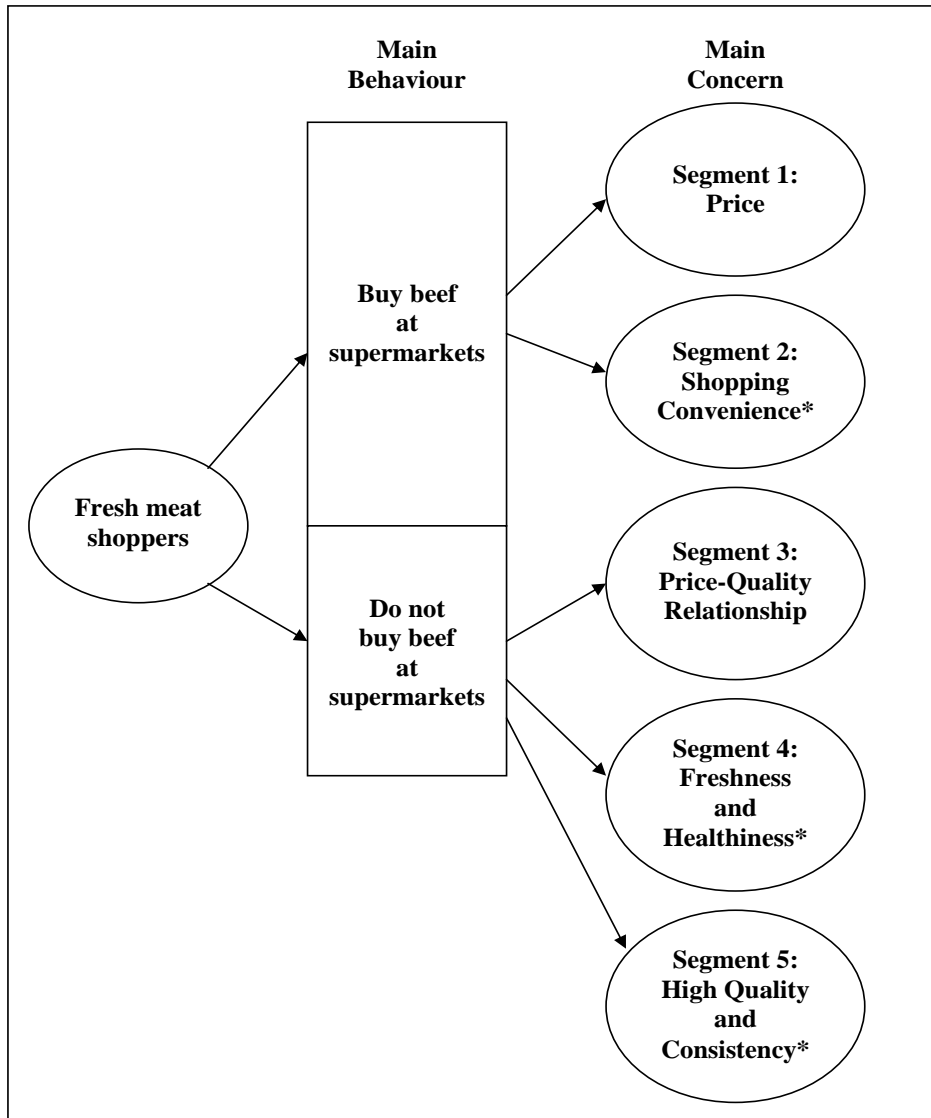 Main
Behaviour
Main
Concern
Fresh meat
shoppers
Buy beef
at
supermarkets
Do not
buy beef
at
supermarkets
Segment 1:
Price
Segment 2:
Shopping
Convenience*
Segment 3:
Price-Quality
Relationship
Segment 4:
Freshness
and
Healthiness*
Segment 5:
High Quality
and
Consistency*